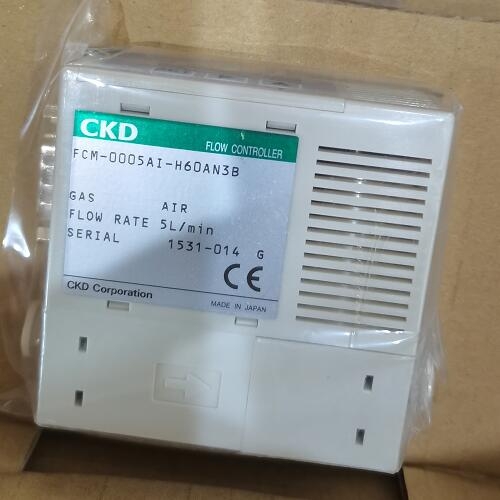 CKD
FLOW CONTROLLER
FCM-0005AI-H60AN3B
GAS AIR
FLOW RATE 5L/min
SERIAL 1531-014 G
CE
CKD Corporation
MADE IN JAPAN